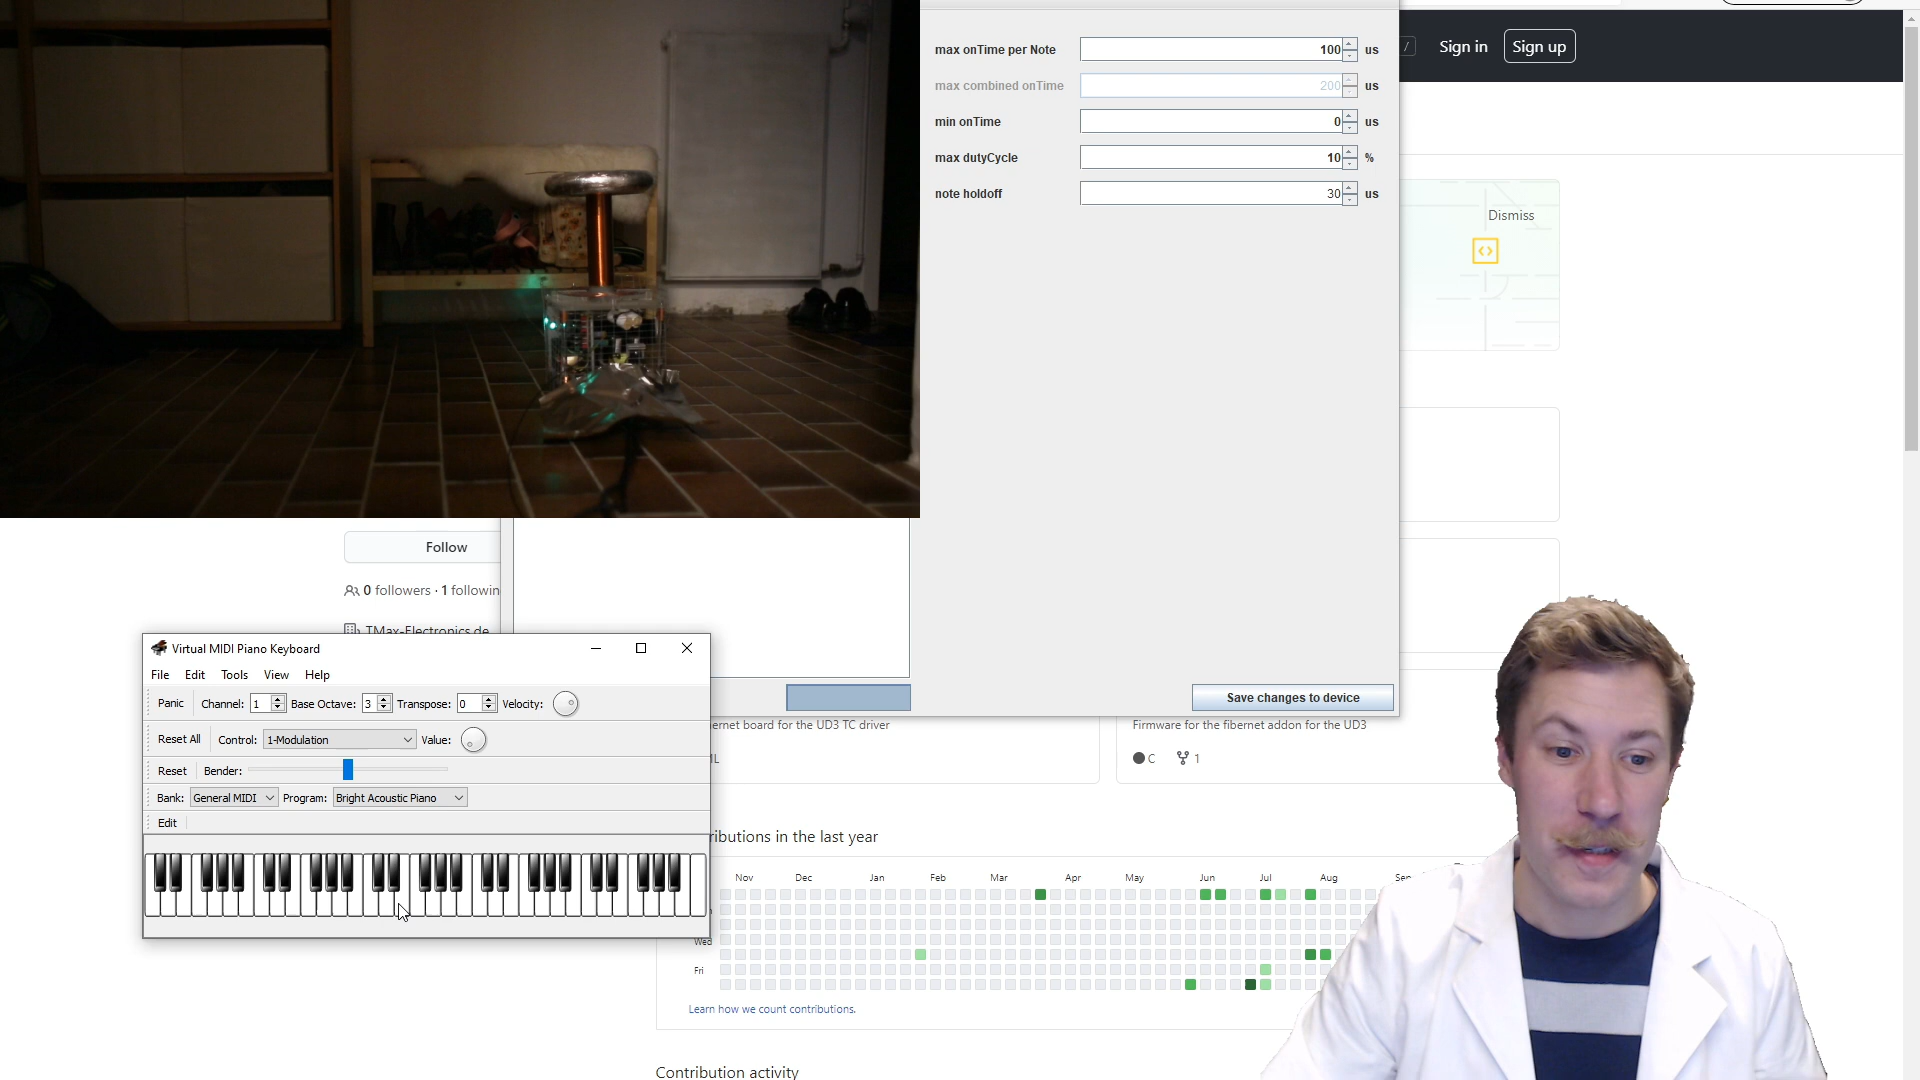 max onTime per Note 100 us
/ Sign in Sign up
max combined onTime 200 us
min onTime 0 us
max dutyCycle 10 %
note holdoff 30 us
Dismiss
Follow
0 followers · 1 followin
TMax-Electronics.de
Virtual MIDI Piano Keyboard
File Edit Tools View Help
Panic Channel: 1 Base Octave: 3 Transpose: 0 Velocity:
Save changes to device
ernet board for the UD3 TC driver
Firmware for the fibernet addon for the UD3
Reset All Control: 1-Modulation Value:
C 1
Reset Bender:
Bank: General MIDI Program: Bright Acoustic Piano
Edit
ributions in the last year
Nov Dec Jan Feb Mar Apr May Jun Jul Aug Sep
Wed
Fri
Learn how we count contributions.
Contribution activity